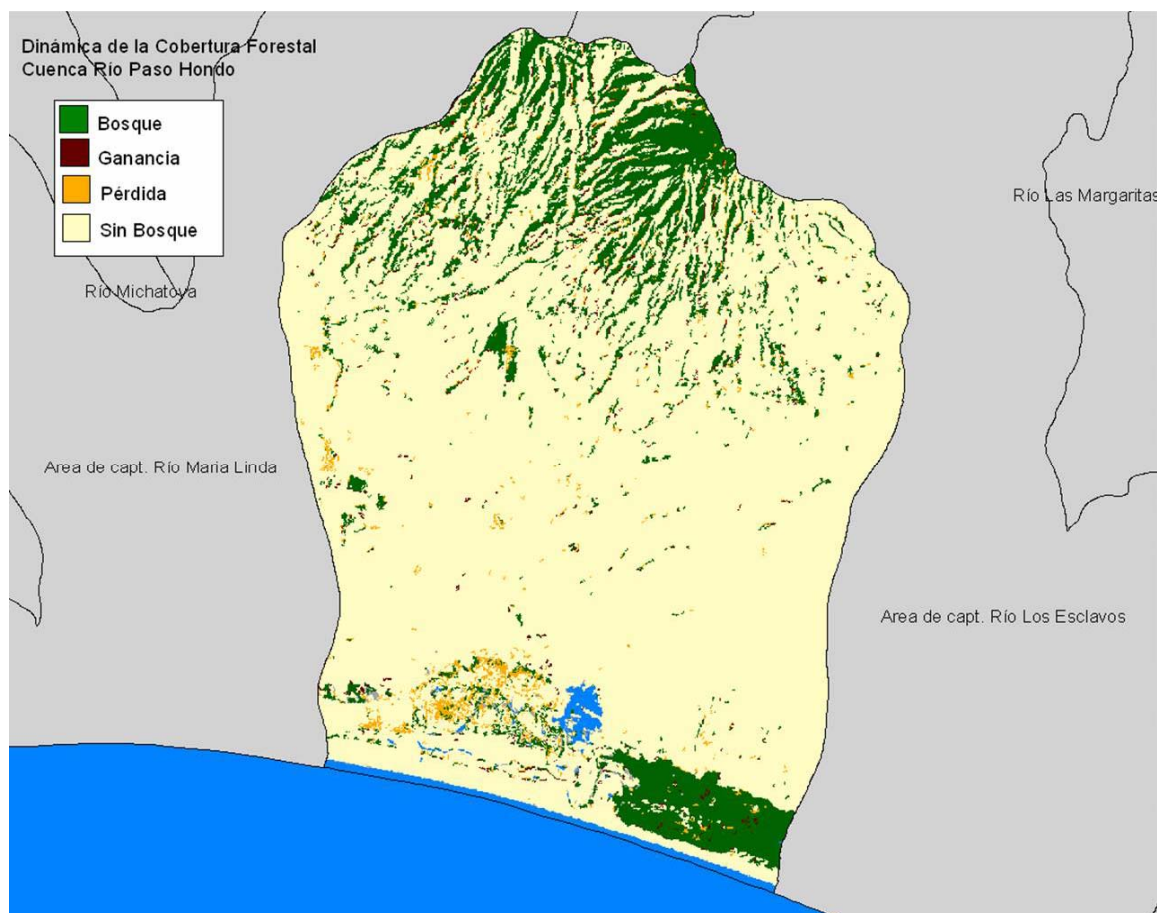 Dinámica de la Cobertura Forestal
Cuenca Río Paso Hondo
Bosque
Ganancia
Pérdida
Sin Bosque
Río Las Margaritas
Río Michatoya
Area de capt. Río Maria Linda
Area de capt. Río Los Esclavos